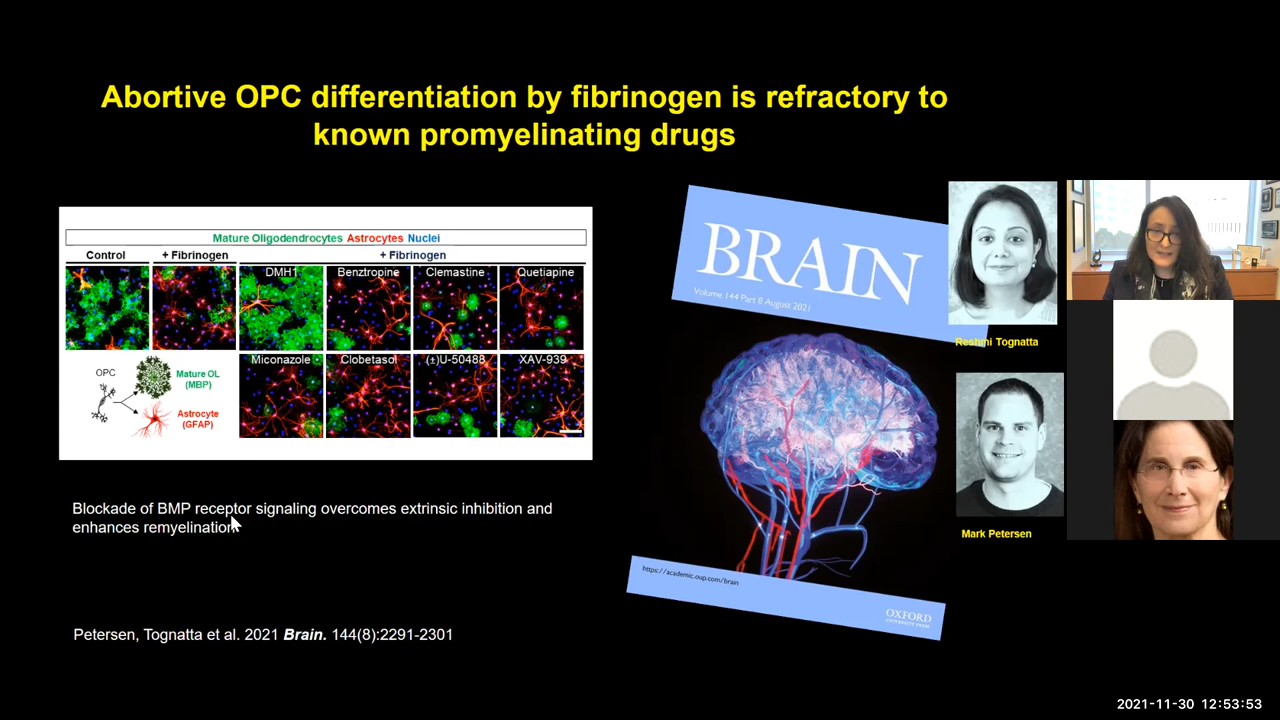 Abortive OPC differentiation by fibrinogen is refractory to
known promyelinating drugs
Mature Oligodendrocytes Astrocytes Nuclei
Control
+ Fibrinogen
+ Fibrinogen
DMH1
Benztropine
Clemastine
Quetiapine
Miconazole
Clobetasol
(±)U-50488
XAV-939
OPC
Mature OL
(MBP)
Astrocyte
(GFAP)
Blockade of BMP receptor signaling overcomes extrinsic inhibition and
enhances remyelination
Petersen, Tognatta et al. 2021 Brain. 144(8):2291-2301
BRAIN
Volume 144 Part 8 August 2021
https://academic.oup.com/brain
OXFORD
UNIVERSITY PRESS
Reshmi Tognatta
Mark Petersen
2021-11-30 12:53:53